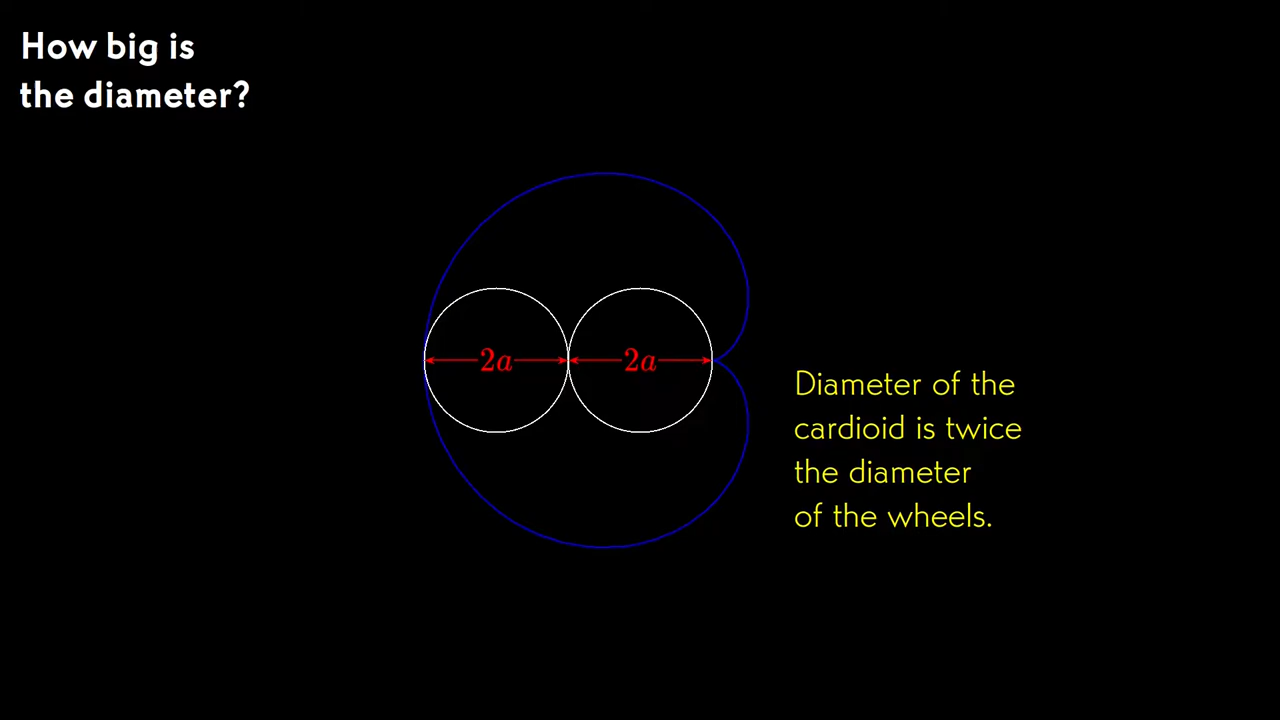 How big is
the diameter?
2a 2a
Diameter of the
cardioid is twice
the diameter
of the wheels.